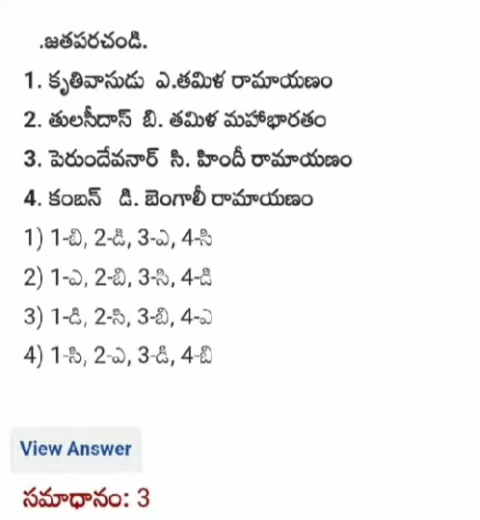 .జతపరచండి.
1. కృతివాసుడు ఎ.తమిళ రామాయణం
2. తులసీదాస్ బి. తమిళ మహాభారతం
3. పెరుందేవనార్ సి. హిందీ రామాయణం
4. కంబన్ డి. బెంగాలీ రామాయణం
1) 1-బి, 2-డి, 3-ఎ, 4-సి
2) 1-ఎ, 2-బి, 3-సి, 4-డి
3) 1-డి, 2-సి, 3-బి, 4-ఎ
4) 1-సి, 2-ఎ, 3-డి, 4-బి
View Answer
సమాధానం: 3